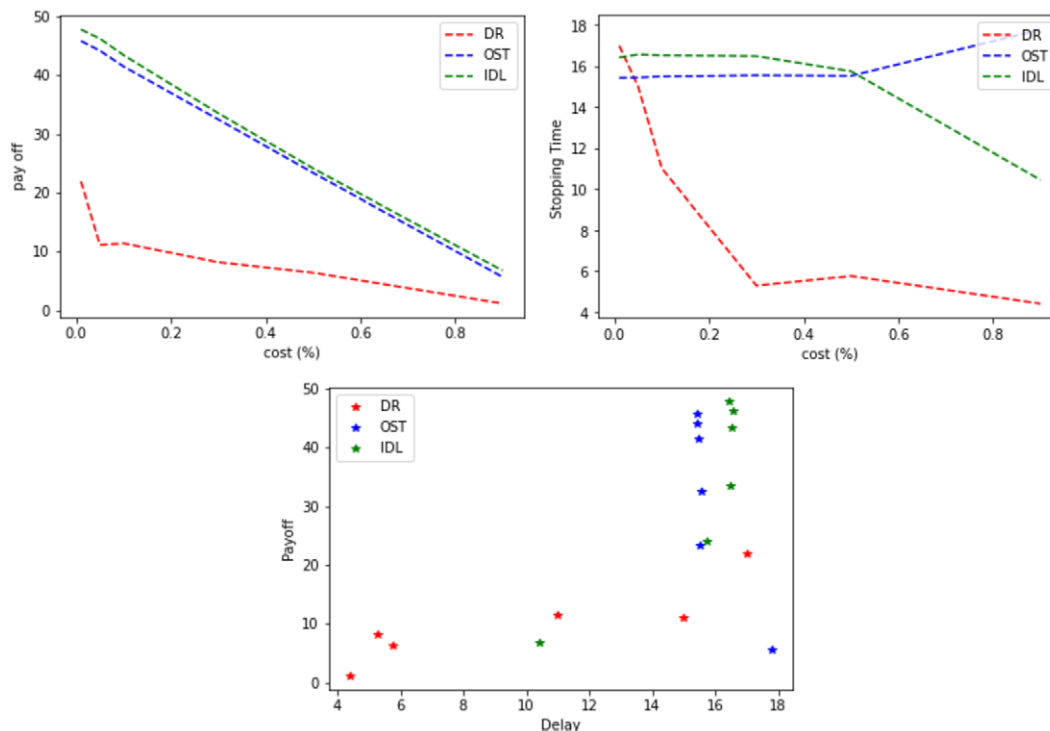 50
40
30
20
10
0
pay off
0.0 0.2 0.4 0.6 0.8
cost (%)
DR
OST
IDL
18
16
14
12
10
8
6
4
Stopping Time
0.0 0.2 0.4 0.6 0.8
cost (%)
DR
OST
IDL
50
40
30
20
10
0
Payoff
4 6 8 10 12 14 16 18
Delay
DR
OST
IDL